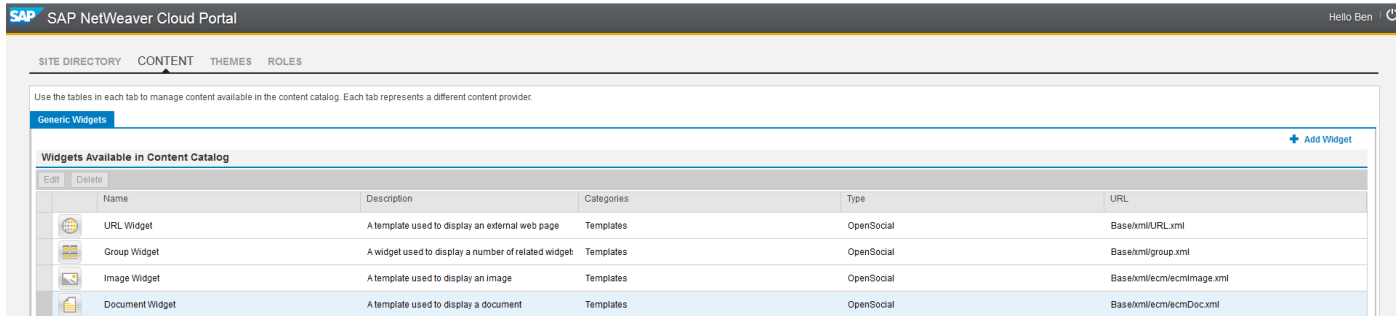 SAP SAP NetWeaver Cloud Portal Hello Ben
SITE DIRECTORY CONTENT THEMES ROLES
Use the tables in each tab to manage content available in the content catalog. Each tab represents a different content provider.
Generic Widgets
Add Widget
Widgets Available in Content Catalog
Edit Delete
Name Description Categories Type URL
URL Widget A template used to display an external web page Templates OpenSocial Base/xml/URL.xml
Group Widget A widget used to display a number of related widget Templates OpenSocial Base/xml/group.xml
Image Widget A template used to display an image Templates OpenSocial Base/xml/ecm/ecmImage.xml
Document Widget A template used to display a document Templates OpenSocial Base/xml/ecm/ecmDoc.xml